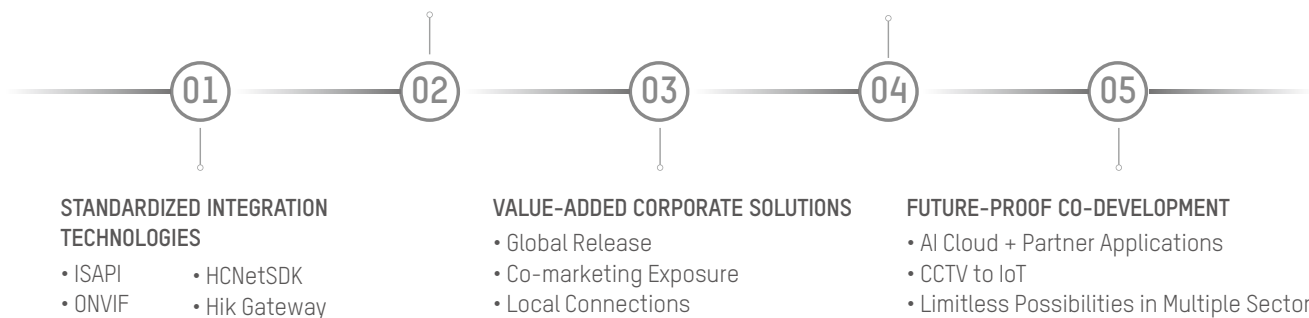 01
02
03
04
05
STANDARDIZED INTEGRATION
TECHNOLOGIES
• ISAPI
• HCNetSDK
• ONVIF
• Hik Gateway
VALUE-ADDED CORPORATE SOLUTIONS
• Global Release
• Co-marketing Exposure
• Local Connections
FUTURE-PROOF CO-DEVELOPMENT
• AI Cloud + Partner Applications
• CCTV to IoT
• Limitless Possibilities in Multiple Sector